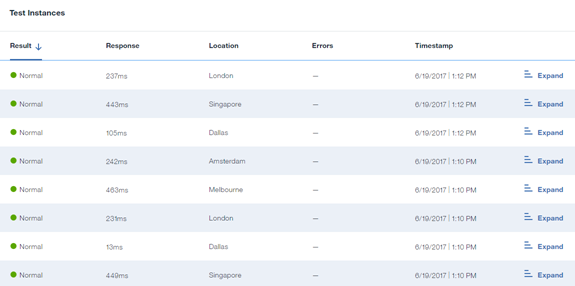 Test Instances
Result Response Location Errors Timestamp
Normal 237ms London — 6/19/2017 | 1:12 PM Expand
Normal 443ms Singapore — 6/19/2017 | 1:12 PM Expand
Normal 105ms Dallas — 6/19/2017 | 1:12 PM Expand
Normal 242ms Amsterdam — 6/19/2017 | 1:10 PM Expand
Normal 463ms Melbourne — 6/19/2017 | 1:10 PM Expand
Normal 231ms London — 6/19/2017 | 1:10 PM Expand
Normal 13ms Dallas — 6/19/2017 | 1:10 PM Expand
Normal 449ms Singapore — 6/19/2017 | 1:10 PM Expand